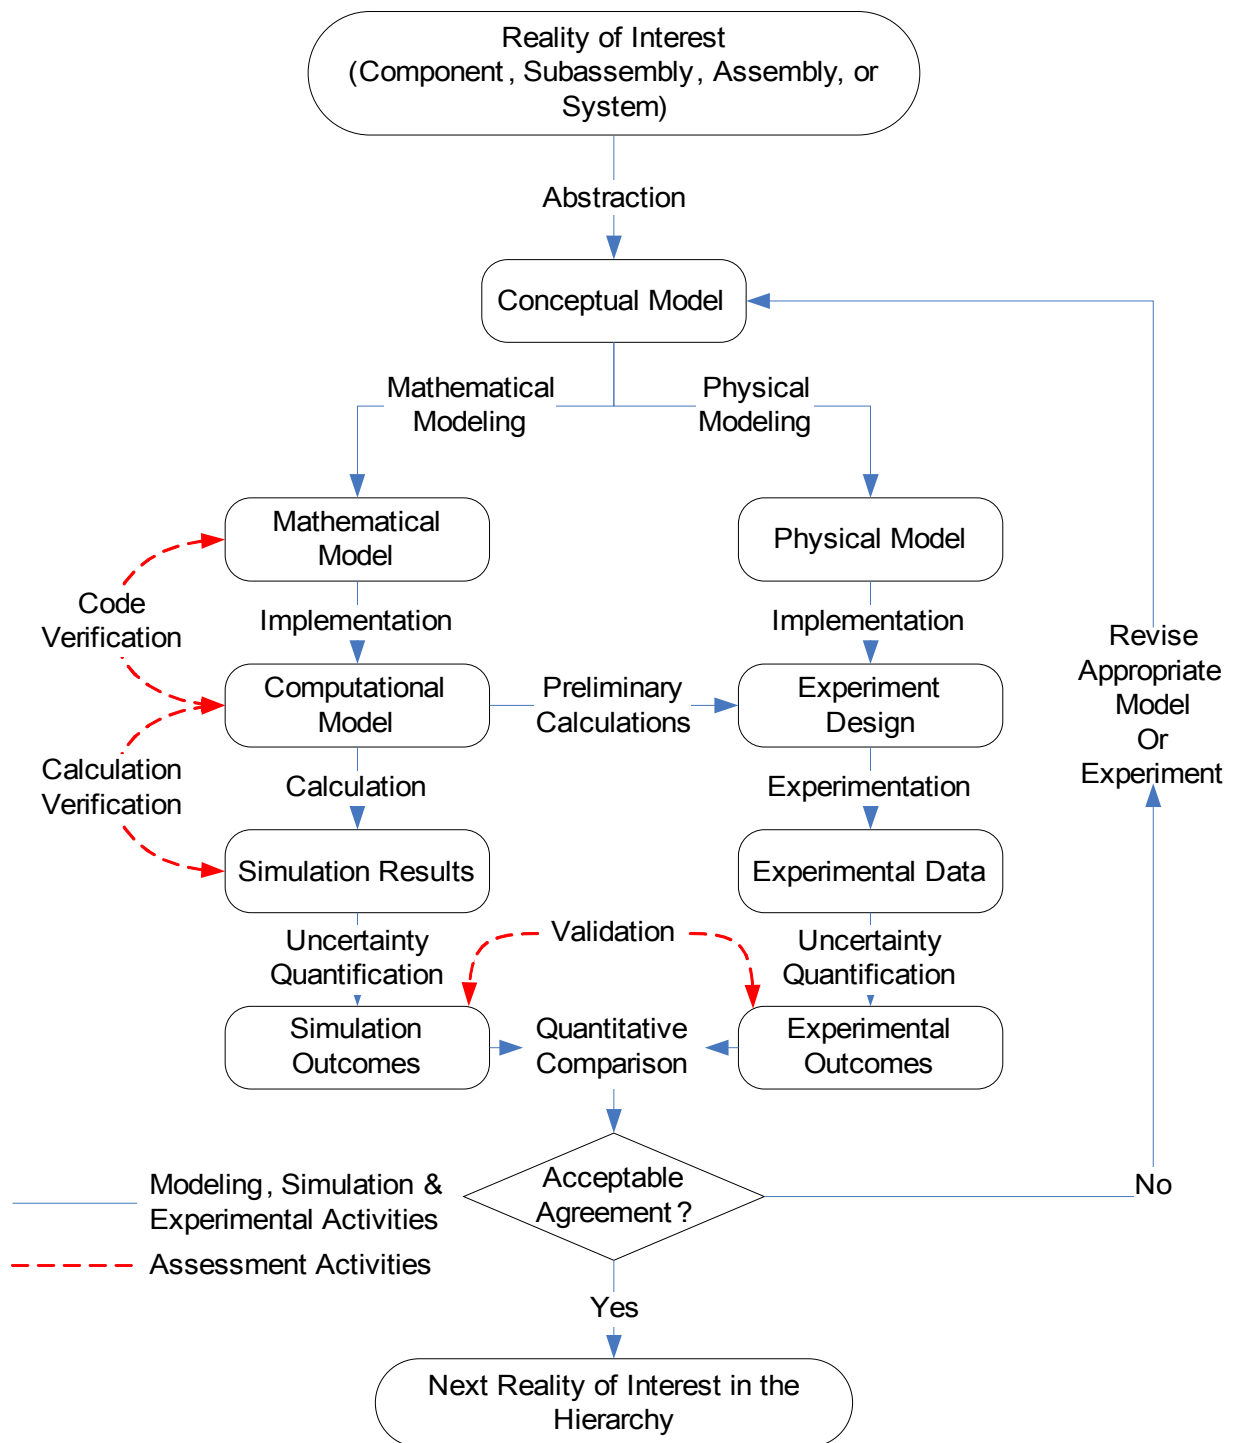 Reality of Interest
(Component, Subassembly, Assembly, or
System)
Abstraction
Conceptual Model
Mathematical
Modeling
Physical
Modeling
Mathematical
Model
Physical Model
Code
Verification
Implementation
Implementation
Revise
Appropriate
Model
Or
Experiment
Computational
Model
Preliminary
Calculations
Experiment
Design
Calculation
Verification
Calculation
Experimentation
Simulation Results
Experimental Data
Uncertainty
Quantification
Validation
Uncertainty
Quantification
Simulation
Outcomes
Quantitative
Comparison
Experimental
Outcomes
Acceptable
Agreement?
No
Modeling, Simulation &
Experimental Activities
Assessment Activities
Yes
Next Reality of Interest in the
Hierarchy